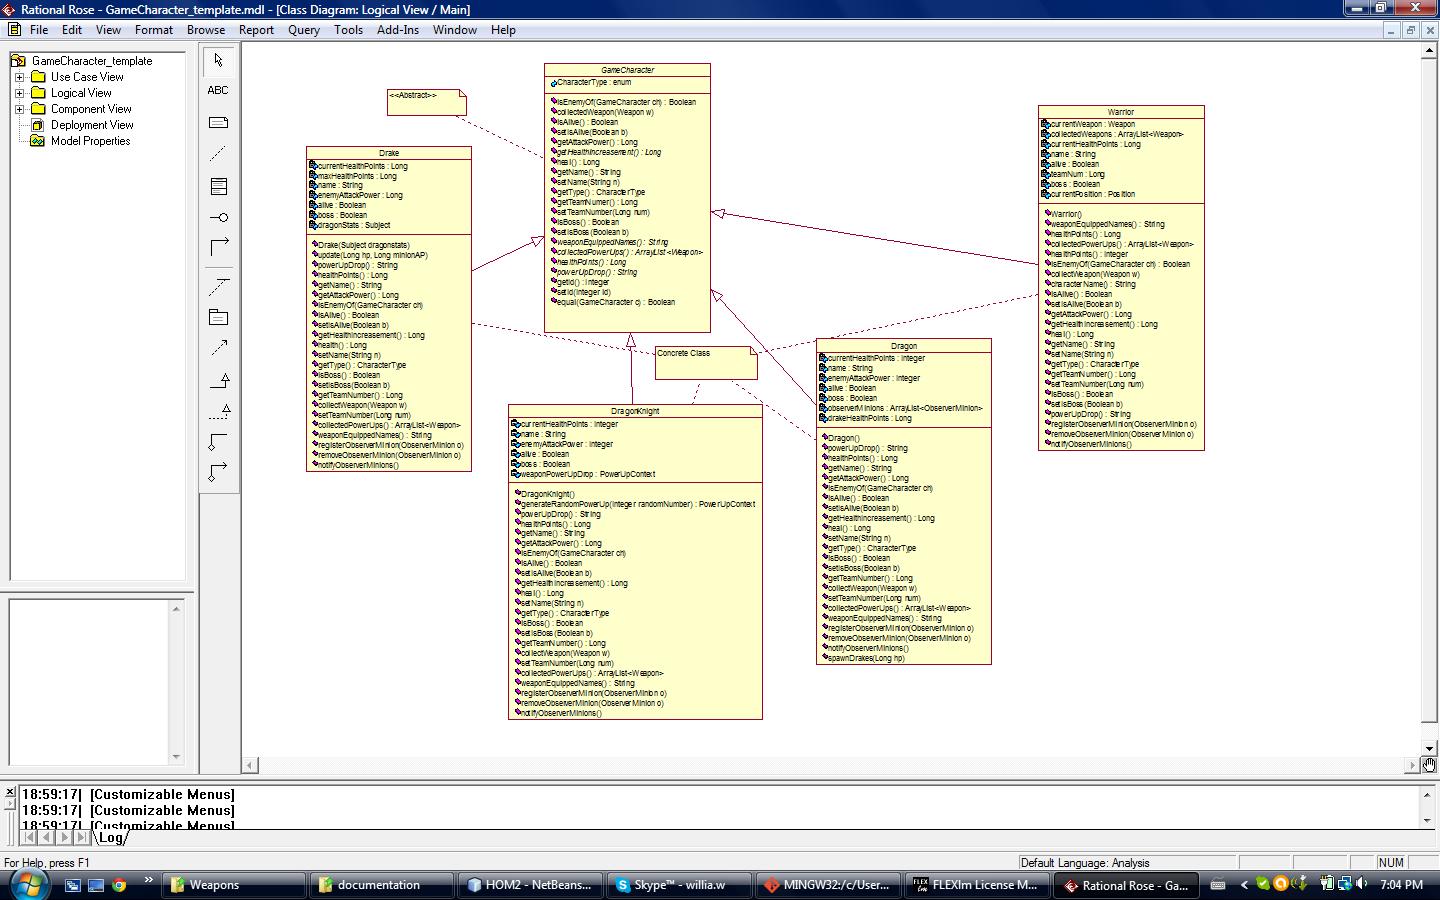 Rational Rose - GameCharacter_template.mdl - [Class Diagram: Logical View / Main]
File Edit View Format Browse Report Query Tools Add-Ins Window Help
GameCharacter_template
Use Case View
Logical View
Component View
Deployment View
Model Properties
ABC
<<Abstract>>
GameCharacter
CharacterType : enum
isEnemyOf(GameCharacter ch) : Boolean
collectedWeapon(Weapon w)
isAlive() : Boolean
setIsAlive(Boolean b)
getAttackPower() : Long
getHealthIncreasement() : Long
heal() : Long
getName() : String
setName(String n)
getType() : CharacterType
getTeamNumer() : Long
setTeamNumber(Long num)
isBoss() : Boolean
setIsBoss (Boolean b)
weaponEquippedNames() : String
collectedPowerUps() : ArrayList <Weapon>
healthPoints() : Long
powerUpDrop() : String
getId() : Integer
setId(Integer id)
equal(GameCharacter c) : Boolean
Drake
currentHealthPoints : Long
maxHealthPoints : Long
name : String
enemyAttackPower : Long
alive : Boolean
boss : Boolean
dragonStats : Subject
Drake(Subject dragonstats)
update(Long hp, Long minionAP)
powerUpDrop() : String
healthPoints() : Long
getName() : String
getAttackPower() : Long
isEnemyOf(GameCharacter ch)
isAlive() : Boolean
setIsAlive(Boolean b)
getHealthIncreasement() : Long
health() : Long
setName(String n)
getType() : CharacterType
isBoss() : Boolean
setIsBoss(Boolean b)
getTeamNumber() : Long
collectWeapon(Weapon w)
setTeamNumber(Long num)
collectedPowerUps() : ArrayList<Weapon>
weaponEquippedNames() : String
registerObserverMinion(ObserverMinion o)
removeObserverMinion(ObserverMinion o)
notifyObserverMinions()
Concrete Class
DragonKnight
currentHealthPoints : Integer
name : String
enemyAttackPower : Integer
alive : Boolean
boss : Boolean
weaponPowerUpDrop : PowerUpContext
DragonKnight()
generateRandomPowerUp(Integer randomNumber) : PowerUpContext
powerUpDrop() : String
healthPoints() : Long
getName() : String
getAttackPower() : Long
isEnemyOf(GameCharacter ch)
isAlive() : Boolean
setIsAlive(Boolean b)
getHealthIncreasement() : Long
heal() : Long
setName(String n)
getType() : CharacterType
isBoss() : Boolean
setIsBoss(Boolean b)
getTeamNumber() : Long
collectWeapon(Weapon w)
setTeamNumber(Long num)
collectedPowerUps() : ArrayList<Weapon>
weaponEquippedNames() : String
registerObserverMinion(ObserverMinion o)
removeObserverMinion(ObserverMinion o)
notifyObserverMinions()
Dragon
currentHealthPoints : Integer
name : String
enemyAttackPower : Integer
alive : Boolean
boss : Boolean
observerMinions : ArrayList<ObserverMinion>
drakeHealthPoints : Long
Dragon()
powerUpDrop() : String
healthPoints() : Long
getName() : String
getAttackPower() : Long
isEnemyOf(GameCharacter ch)
isAlive() : Boolean
setIsAlive(Boolean b)
getHealthIncreasement() : Long
heal() : Long
setName(String n)
getType() : CharacterType
isBoss() : Boolean
setIsBoss(Boolean b)
getTeamNumber() : Long
collectWeapon(Weapon w)
setTeamNumber(Long num)
collectedPowerUps() : ArrayList<Weapon>
weaponEquippedNames() : String
registerObserverMinion(ObserverMinion o)
removeObserverMinion(ObserverMinion o)
notifyObserverMinions()
spawnDrakes(Long hp)
Warrior
currentWeapon : Weapon
collectedWeapons : ArrayList<Weapon>
currentHealthPoints : Long
name : String
alive : Boolean
teamNum : Long
boss : Boolean
currentPosition : Position
Warrior()
weaponEquippedNames() : String
healthPoints() : Long
collectedPowerUps() : ArrayList<Weapon>
healthPoints() : Integer
isEnemyOf(GameCharacter ch) : Boolean
collectWeapon(Weapon w)
characterName() : String
isAlive() : Boolean
setIsAlive(Boolean b)
getAttackPower() : Long
getHealthIncreasement() : Long
heal() : Long
getName() : String
setName(String n)
getType() : CharacterType
getTeamNumber() : Long
setTeamNumber(Long num)
isBoss() : Boolean
setIsBoss (Boolean b)
powerUpDrop() : String
registerObserverMinion(ObserverMinion o)
removeObserverMinion(ObserverMinion o)
notifyObserverMinions()
18:59:17| [Customizable Menus]
18:59:17| [Customizable Menus]
18:59:17| [Customizable Menus]
Log
For Help, press F1
Default Language: Analysis
NUM
Weapons
documentation
HOM2 - NetBeans...
Skype™ - willia.w
MINGW32:/c/User...
FLEXlm License M...
Rational Rose - Ga...
7:04 PM